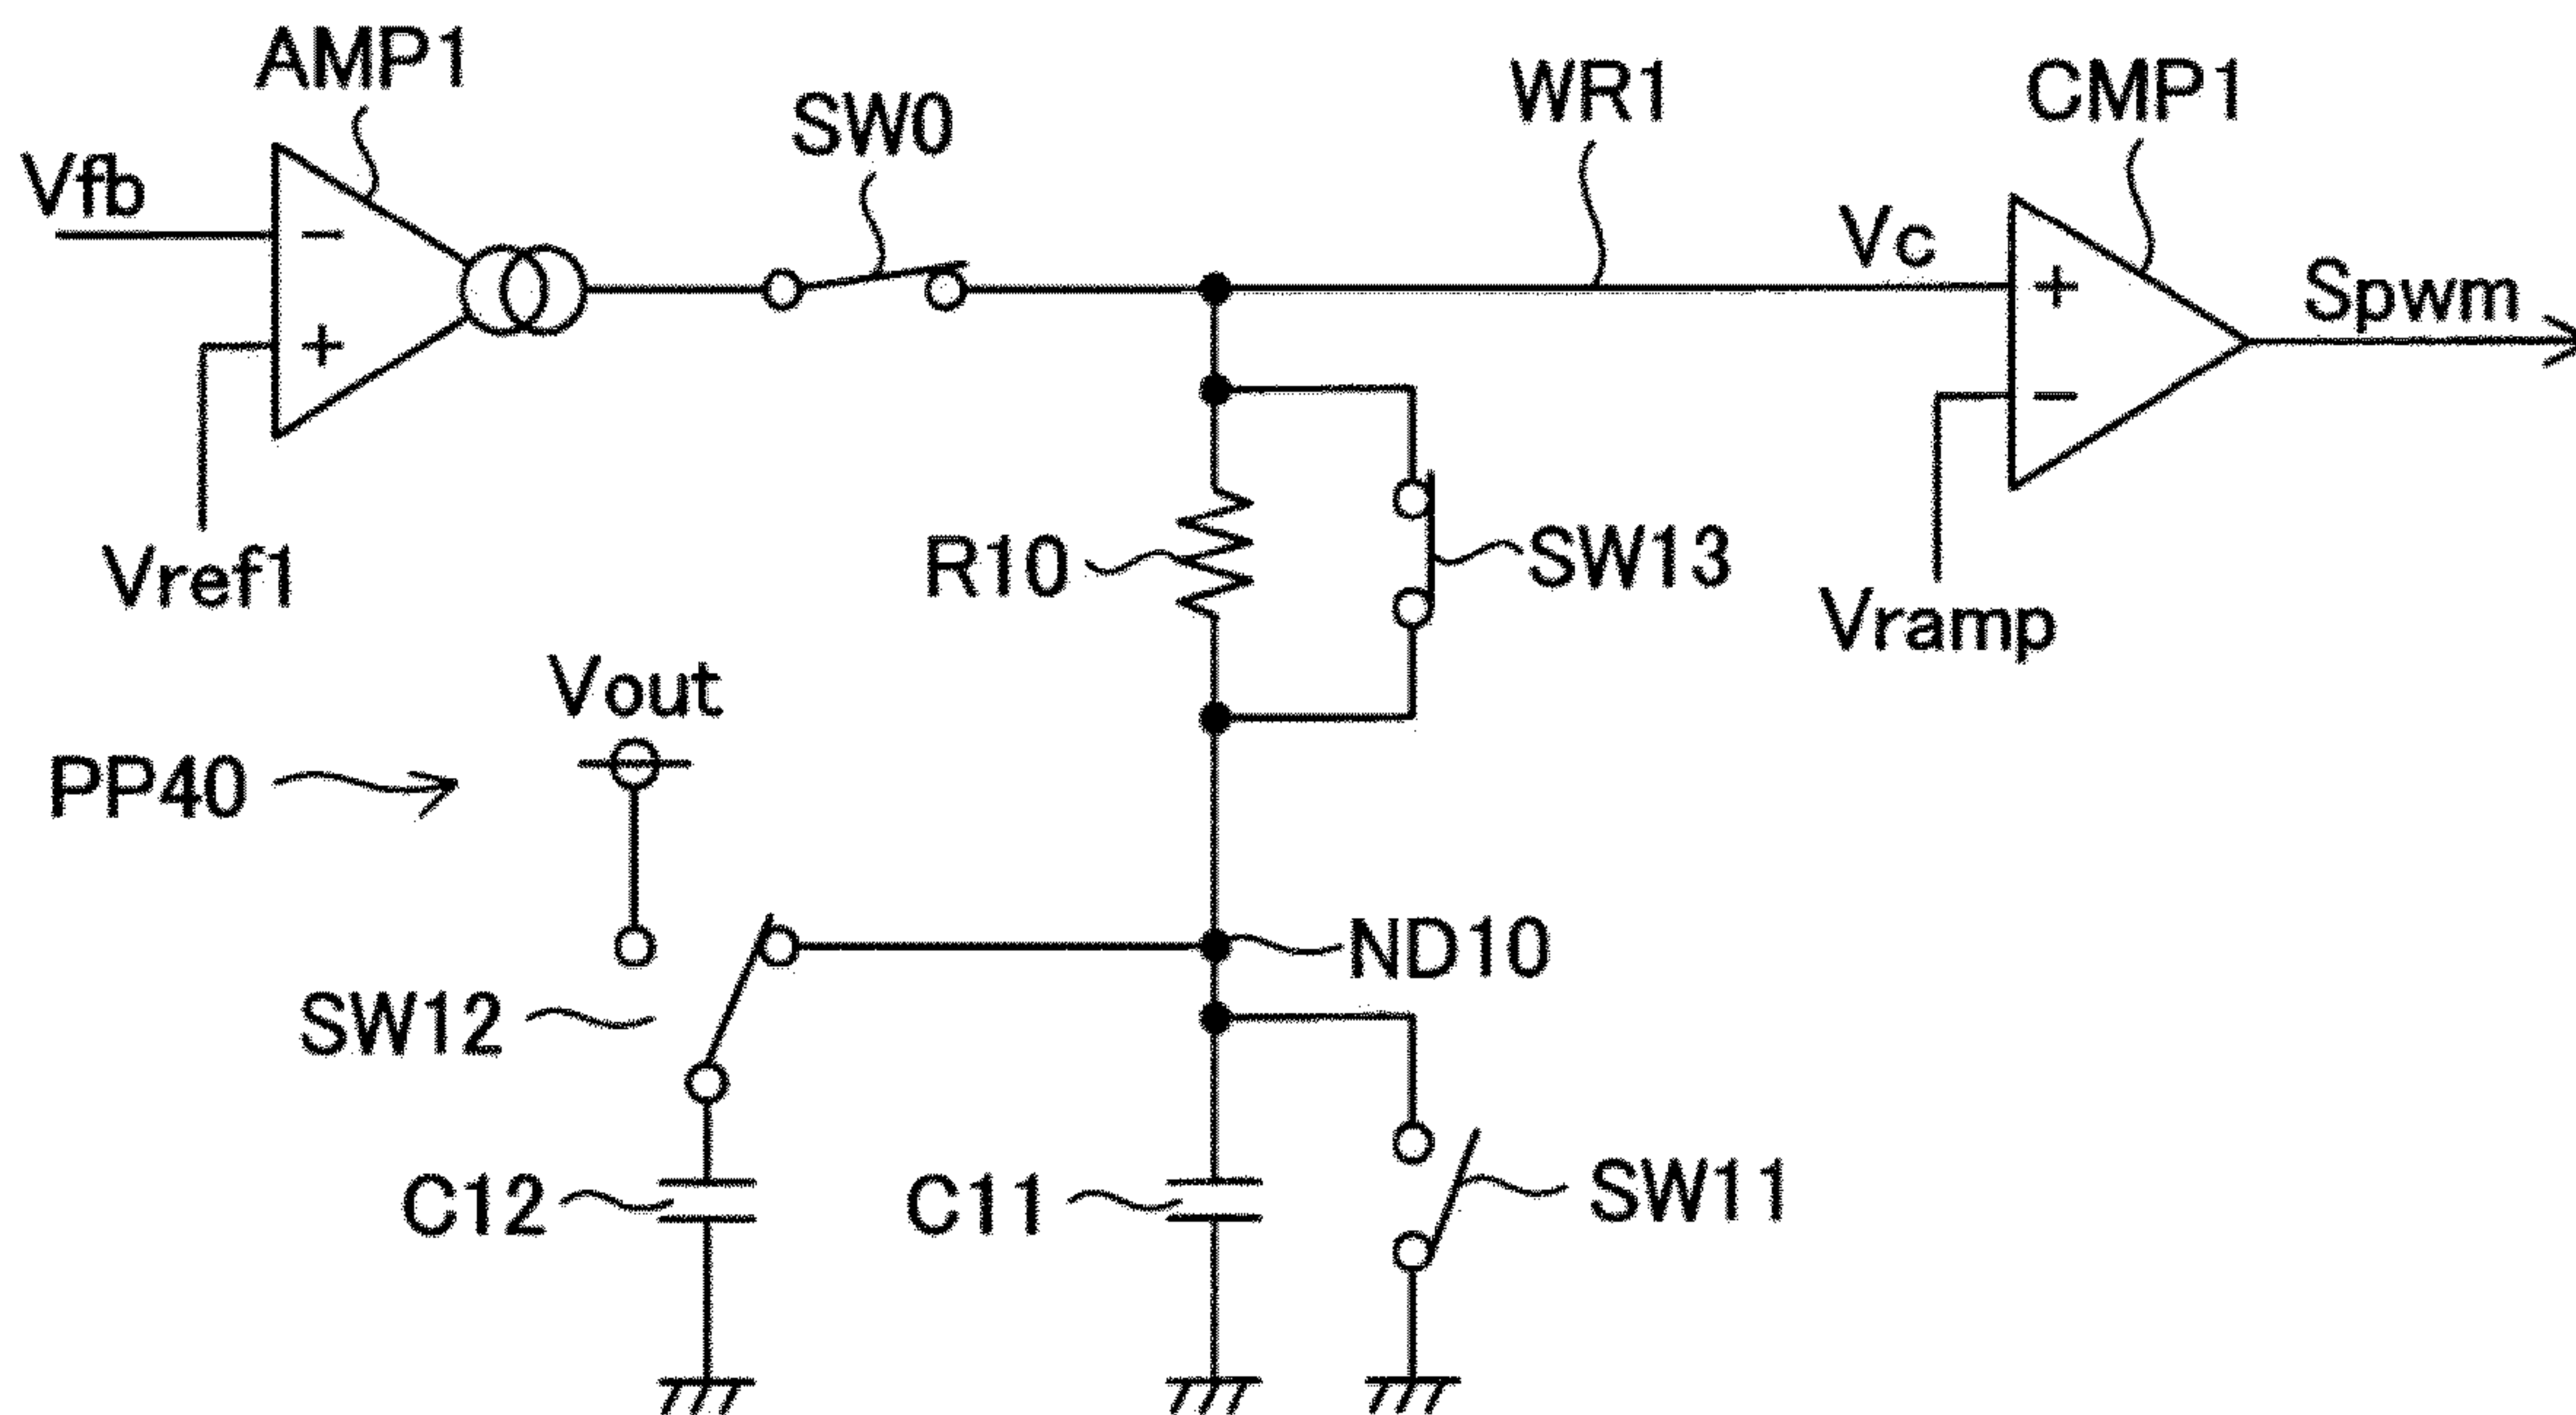 AMP1
SW0
WR1
CMP1
Vfb
Vc
Spwm
−
+
+
−
Vref1
R10
SW13
Vramp
Vout
PP40
ND10
SW12
C12
C11
SW11